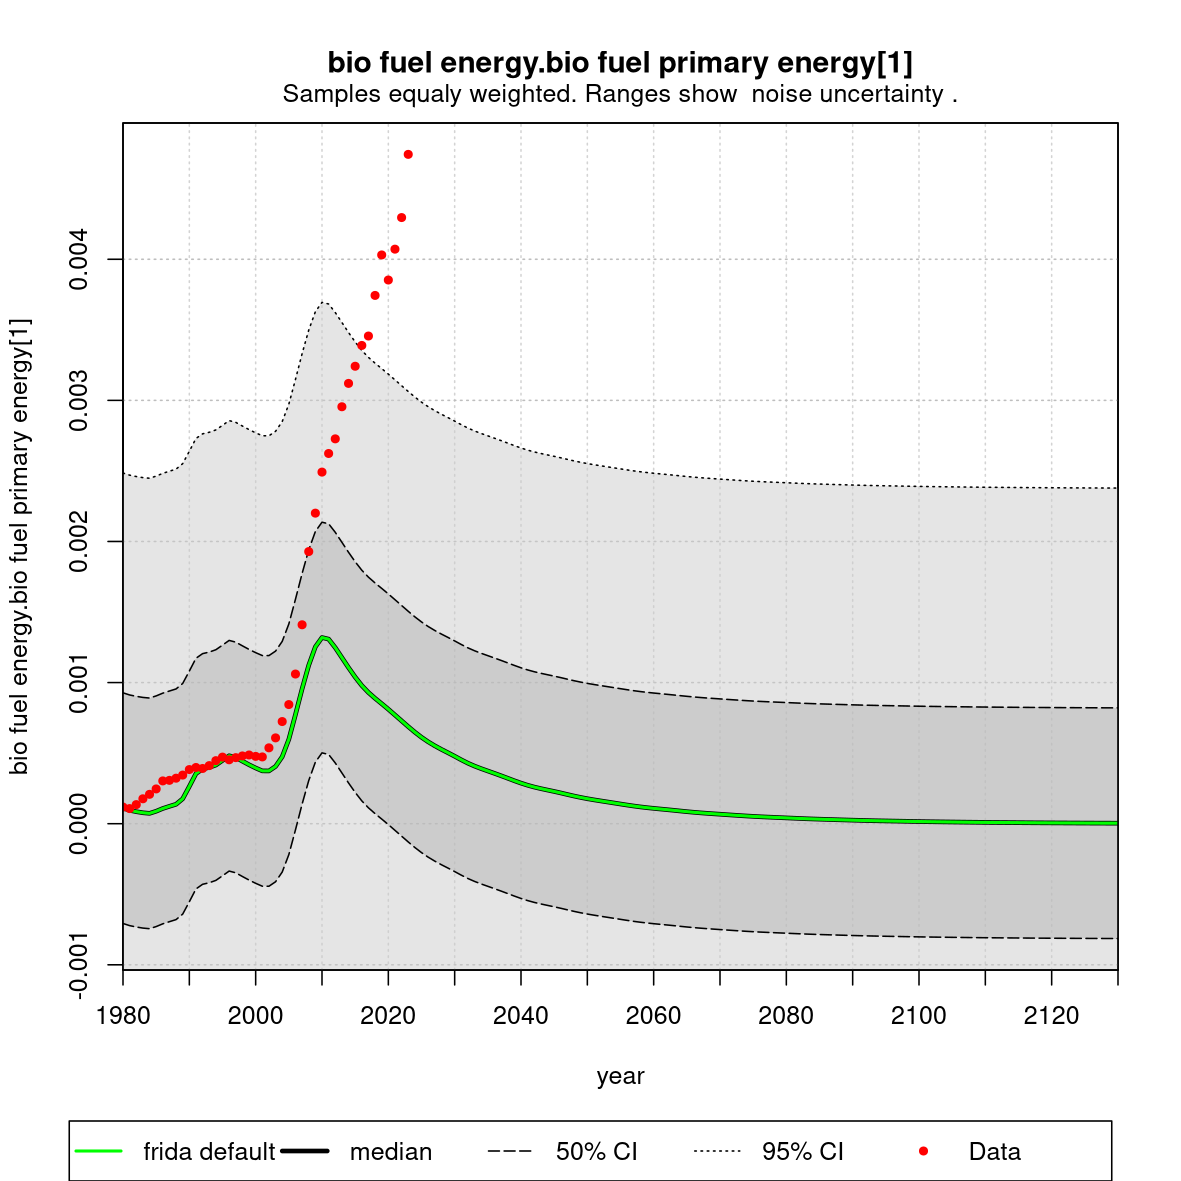 bio fuel energy.bio fuel primary energy[1]
Samples equaly weighted. Ranges show  noise uncertainty .
bio fuel energy.bio fuel primary energy[1]
0.004
0.003
0.002
0.001
0.000
-0.001
1980 2000 2020 2040 2060 2080 2100 2120
year
frida default median 50% CI 95% CI Data